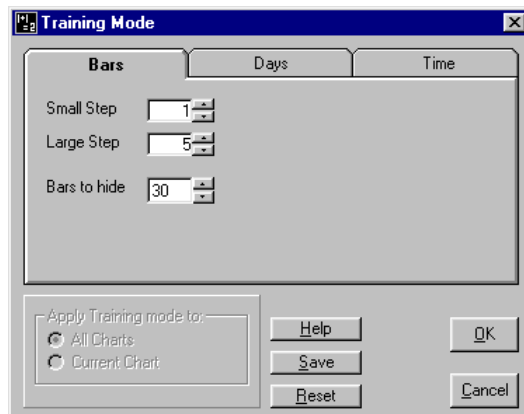 Training Mode
Bars Days Time
Small Step 1
Large Step 5
Bars to hide 30
Apply Training mode to:
All Charts
Current Chart
Help
Save
Reset
OK
Cancel